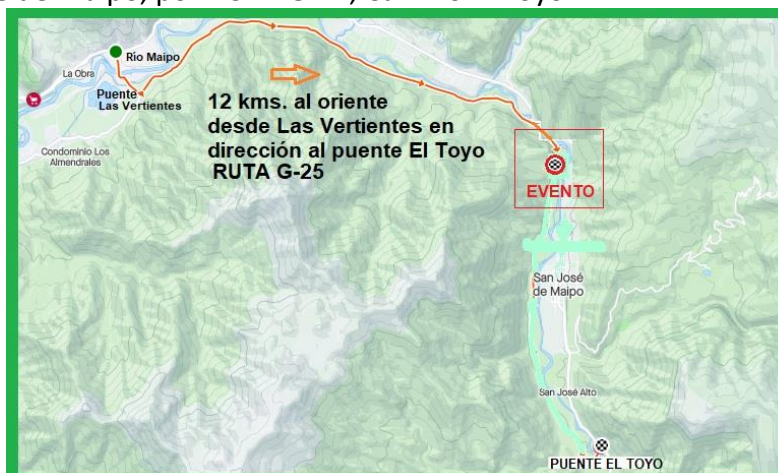 Rio Maipo
La Obra
Puente
Las Vertientes
12 kms. al oriente
desde Las Vertientes en
dirección al puente El Toyo
RUTA G-25
Condominio Los
Almendrales
EVENTO
San José
de Maipo
San José Alto
PUENTE EL TOYO